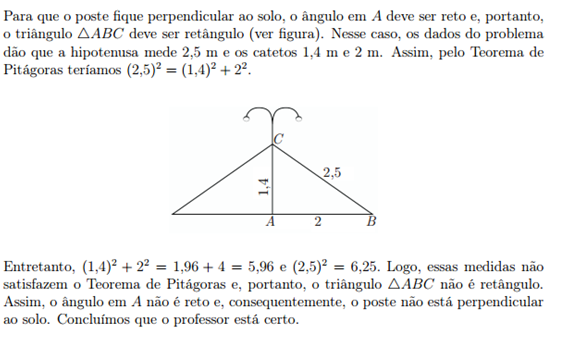 Para que o poste fique perpendicular ao solo, o ângulo em A deve ser reto e, portanto,
o triângulo △ABC deve ser retângulo (ver figura). Nesse caso, os dados do problema
dão que a hipotenusa mede 2,5 m e os catetos 1,4 m e 2 m. Assim, pelo Teorema de
Pitágoras teríamos (2,5)² = (1,4)² + 2².
C
2,5
1,4
A
2
B
Entretanto, (1,4)² + 2² = 1,96 + 4 = 5,96 e (2,5)² = 6,25. Logo, essas medidas não
satisfazem o Teorema de Pitágoras e, portanto, o triângulo △ABC não é retângulo.
Assim, o ângulo em A não é reto e, consequentemente, o poste não está perpendicular
ao solo. Concluímos que o professor está certo.